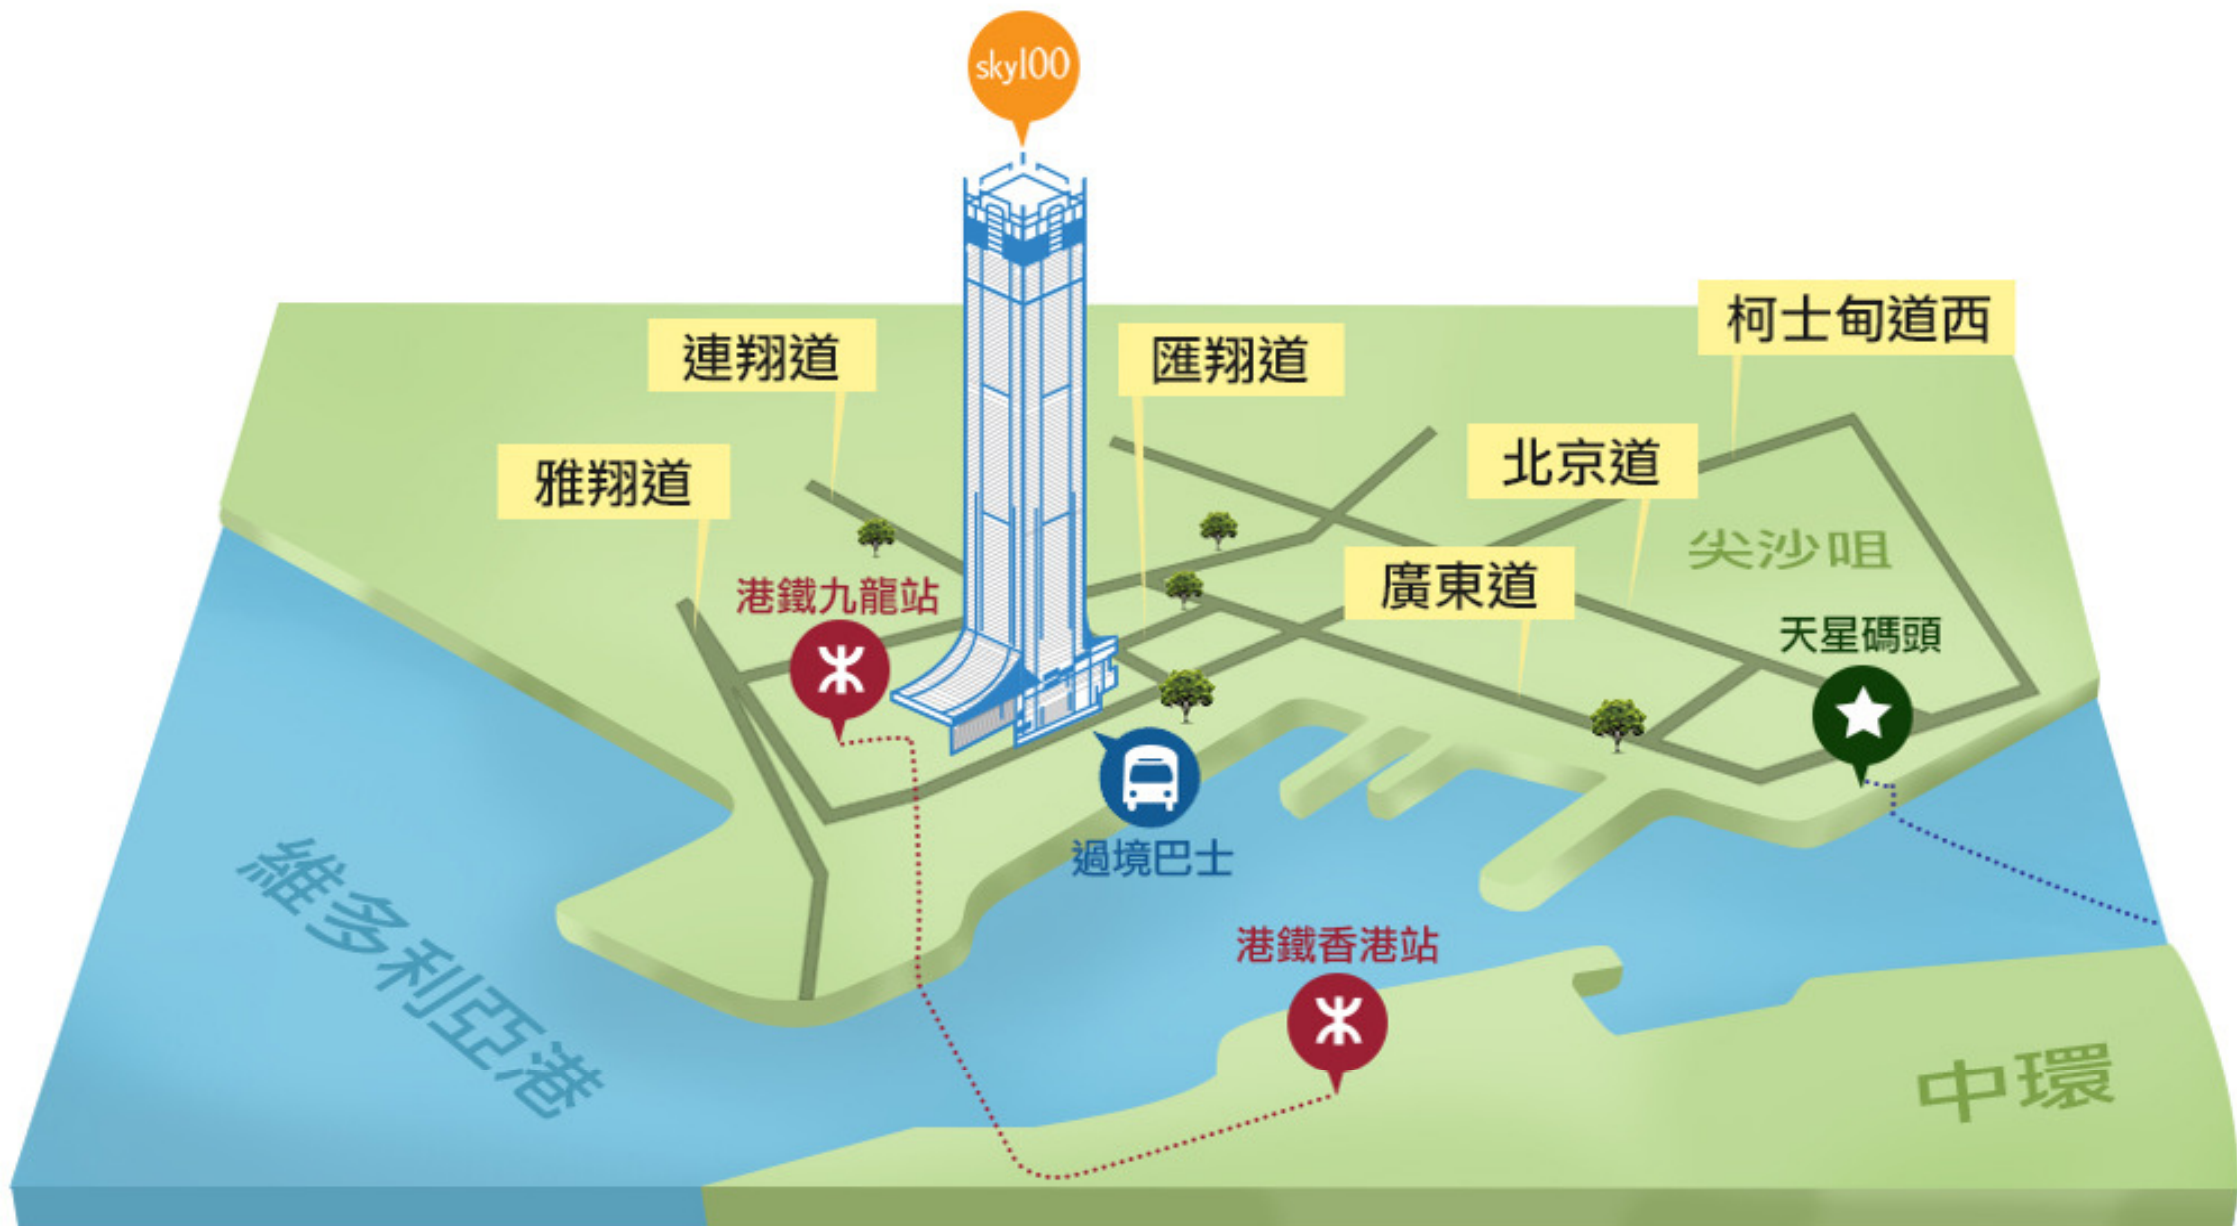 sky100
柯士甸道西
連翔道
匯翔道
北京道
雅翔道
尖沙咀
廣東道
港鐵九龍站
天星碼頭
過境巴士
維多利亞港
港鐵香港站
中環